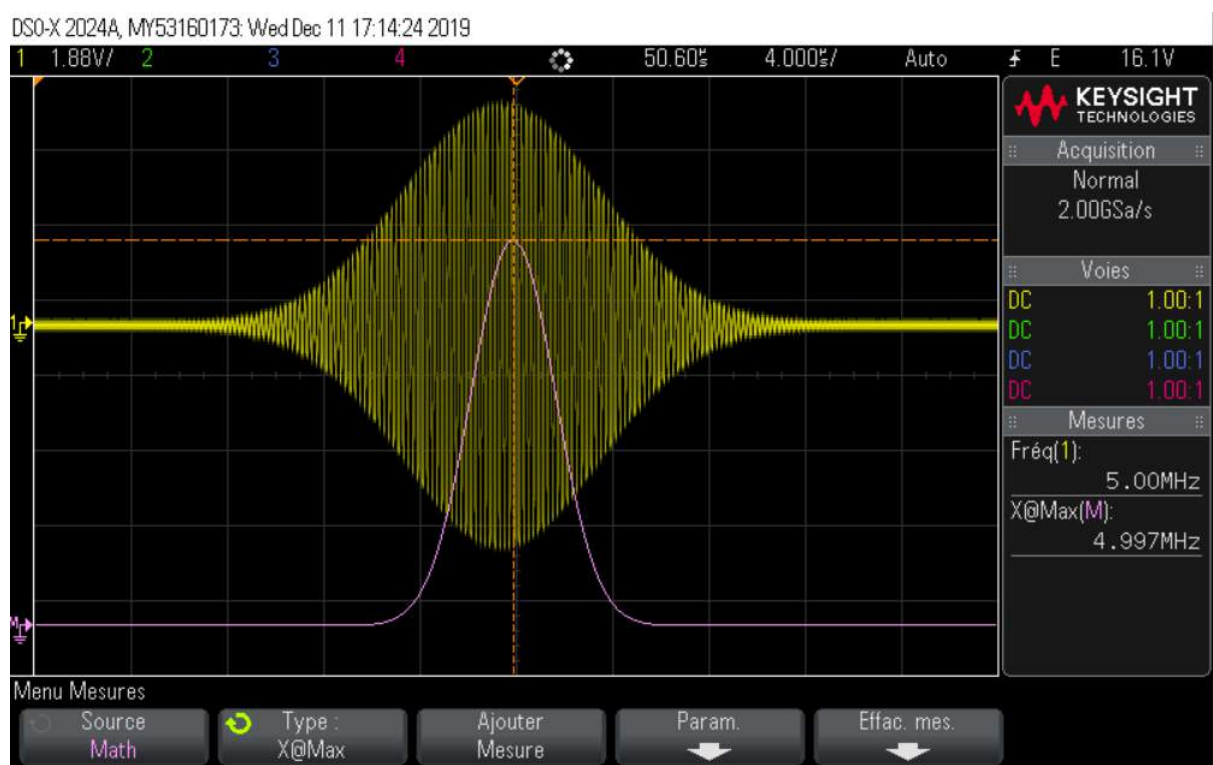 DSO-X 2024A, MY53160173: Wed Dec 11 17:14:24 2019
1 1.88V/ 2 3 4 50.60µs 4.000µs/ Auto E 16.1V
KEYSIGHT
TECHNOLOGIES
Acquisition
Normal
2.00GSa/s
Voies
DC 1.00:1
DC 1.00:1
DC 1.00:1
DC 1.00:1
Mesures
Fréq(1):
5.00MHz
X@Max(M):
4.997MHz
1
M
Menu Mesures
Source
Math
Type :
X@Max
Ajouter
Mesure
Param.
Effac. mes.